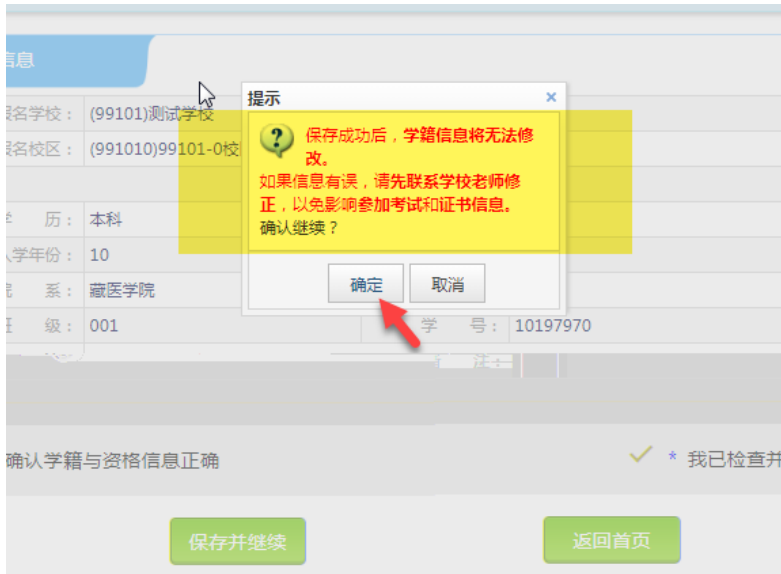 信息
提示
报名学校： (99101)测试学校
报名校区： (991010)99101-0校
保存成功后，学籍信息将无法修
改。
如果信息有误，请先联系学校老师修
正，以免影响参加考试和证书信息。
确认继续？
学 历： 本科
入学年份： 10
院 系： 藏医学院
确定 取消
班 级： 001 学 号： 10197970
注：
确认学籍与资格信息正确
* 我已检查并
保存并继续 返回首页